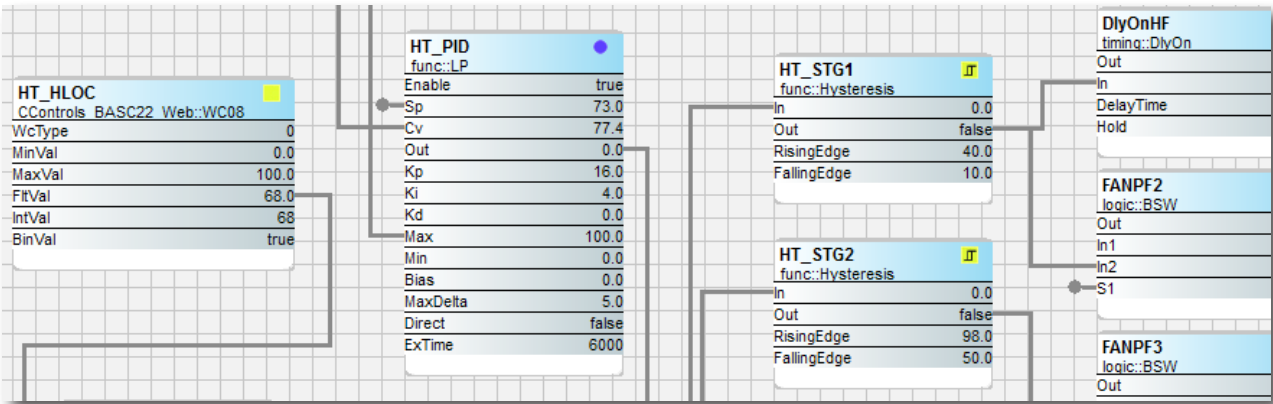 HT_HLOC
CControls_BASC22_Web::WC08
WcType 0
MinVal 0.0
MaxVal 100.0
FltVal 68.0
IntVal 68
BinVal true
HT_PID
func::LP
Enable true
Sp 73.0
Cv 77.4
Out 0.0
Kp 16.0
Ki 4.0
Kd 0.0
Max 100.0
Min 0.0
Bias 0.0
MaxDelta 5.0
Direct false
ExTime 6000
HT_STG1
func::Hysteresis
In 0.0
Out false
RisingEdge 40.0
FallingEdge 10.0
HT_STG2
func::Hysteresis
In 0.0
Out false
RisingEdge 98.0
FallingEdge 50.0
DlyOnHF
timing::DlyOn
Out
In
DelayTime
Hold
FANPF2
logic::BSW
Out
In1
In2
S1
FANPF3
logic::BSW
Out